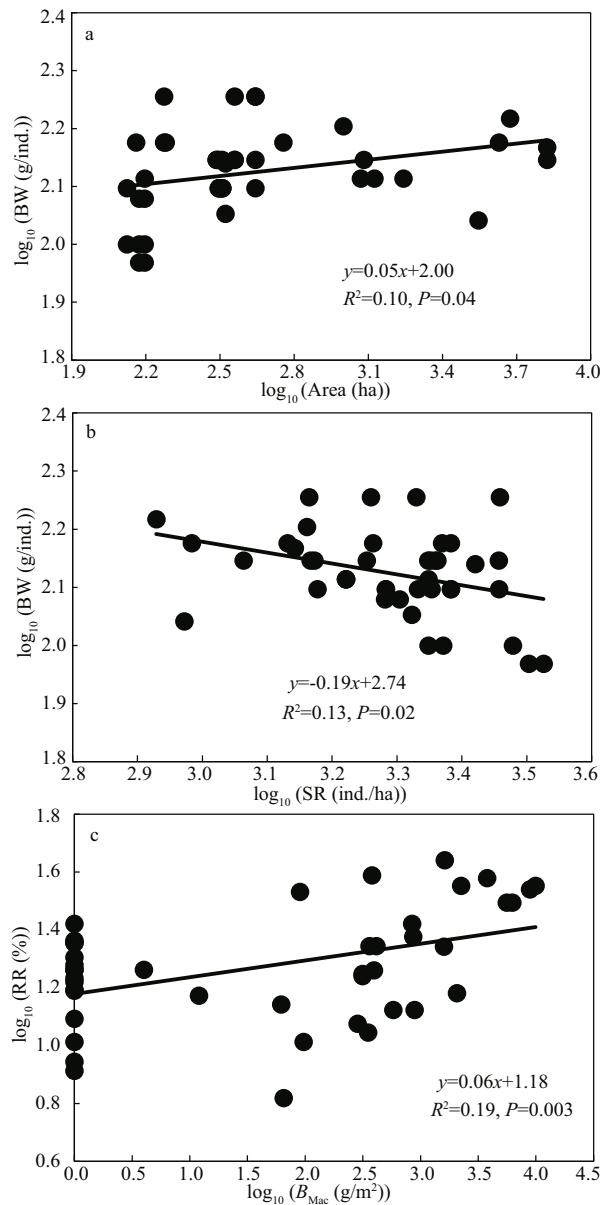 a
2.4
2.3
2.2
2.1
2.0
1.9
1.8
log₁₀ (BW (g/ind.))
y=0.05x+2.00
R²=0.10, P=0.04
1.9 2.2 2.5 2.8 3.1 3.4 3.7 4.0
log₁₀ (Area (ha))
b
2.4
2.3
2.2
2.1
2.0
1.9
1.8
log₁₀ (BW (g/ind.))
y=-0.19x+2.74
R²=0.13, P=0.02
2.8 2.9 3.0 3.1 3.2 3.3 3.4 3.5 3.6
log₁₀ (SR (ind./ha))
c
1.8
1.6
1.4
1.2
1.0
0.8
0.6
log₁₀ (RR (%))
y=0.06x+1.18
R²=0.19, P=0.003
0.0 0.5 1.0 1.5 2.0 2.5 3.0 3.5 4.0 4.5
log₁₀ (B_Mac (g/m²))